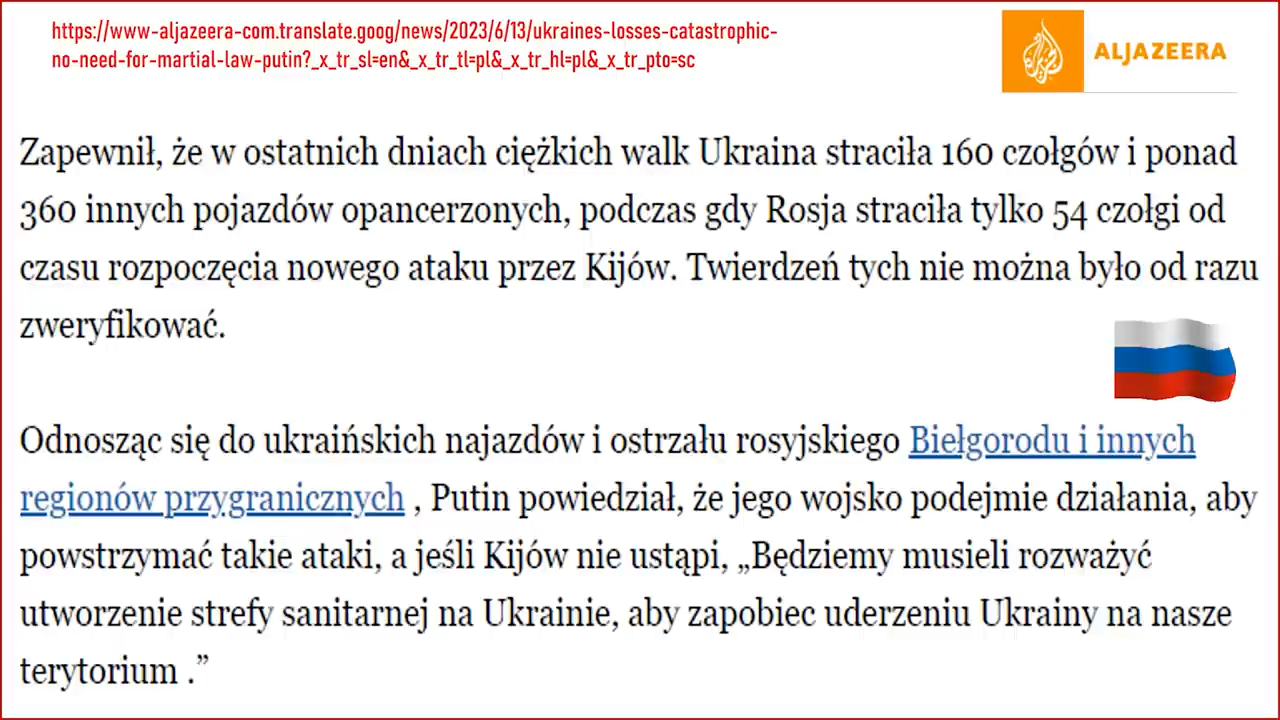 https://www-aljazeera-com.translate.goog/news/2023/6/13/ukraines-losses-catastrophic-
no-need-for-martial-law-putin?_x_tr_sl=en&_x_tr_tl=pl&_x_tr_hl=pl&_x_tr_pto=sc
ALJAZEERA
Zapewnił, że w ostatnich dniach ciężkich walk Ukraina straciła 160 czołgów i ponad
360 innych pojazdów opancerzonych, podczas gdy Rosja straciła tylko 54 czołgi od
czasu rozpoczęcia nowego ataku przez Kijów. Twierdzeń tych nie można było od razu
zweryfikować.
Odnosząc się do ukraińskich najazdów i ostrzału rosyjskiego Biełgorodu i innych
regionów przygranicznych , Putin powiedział, że jego wojsko podejmie działania, aby
powstrzymać takie ataki, a jeśli Kijów nie ustąpi, „Będziemy musieli rozważyć
utworzenie strefy sanitarnej na Ukrainie, aby zapobiec uderzeniu Ukrainy na nasze
terytorium .”